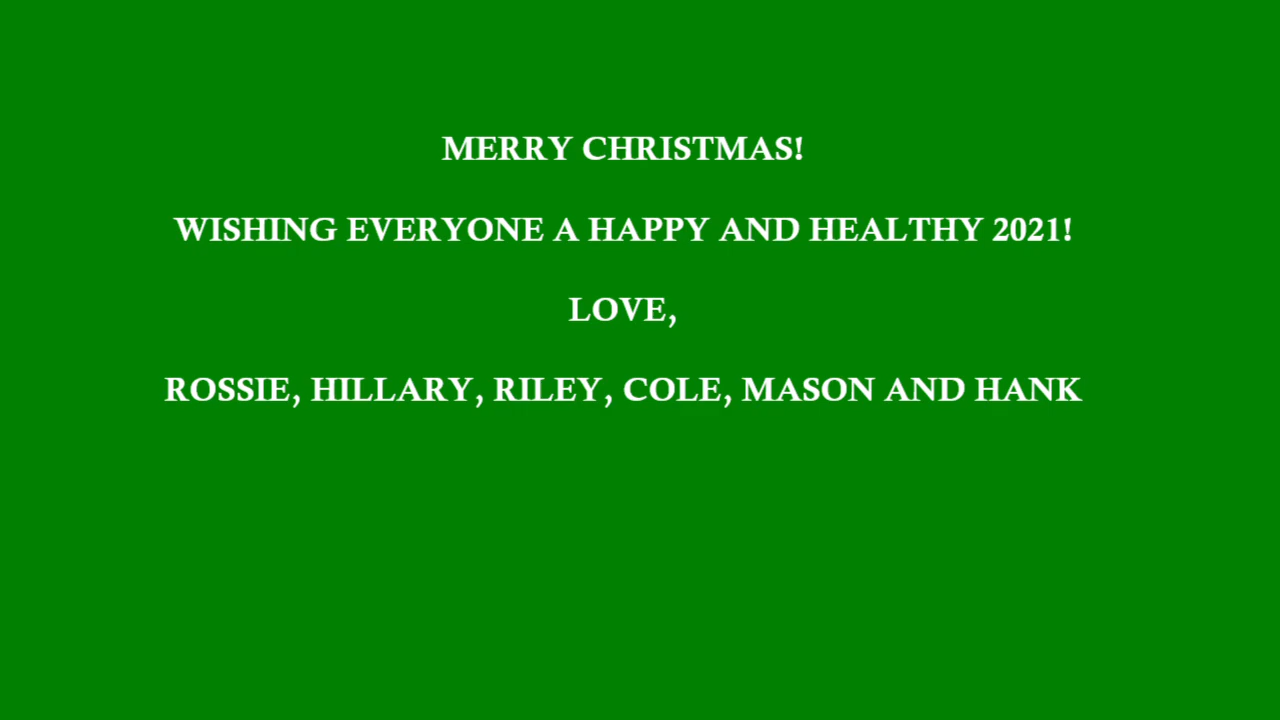 MERRY CHRISTMAS!
WISHING EVERYONE A HAPPY AND HEALTHY 2021!
LOVE,
ROSSIE, HILLARY, RILEY, COLE, MASON AND HANK